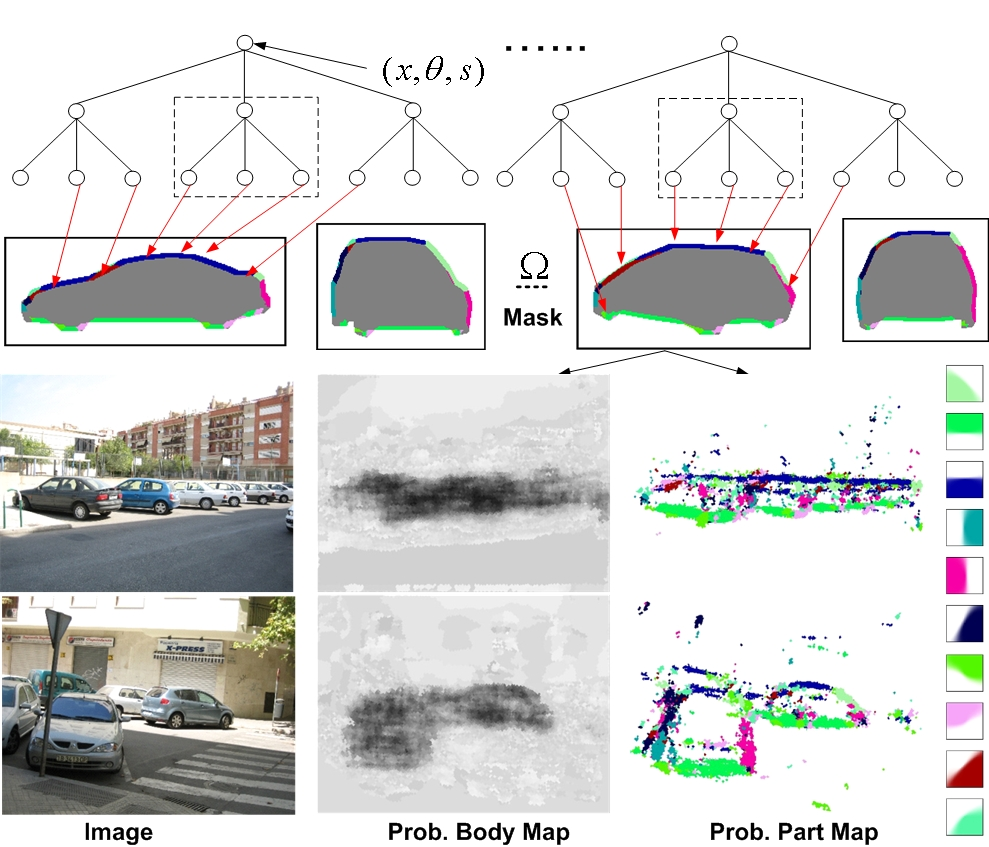 (x, θ, s)
......
Ω
Mask
X-PRESS
Image
Prob. Body Map
Prob. Part Map